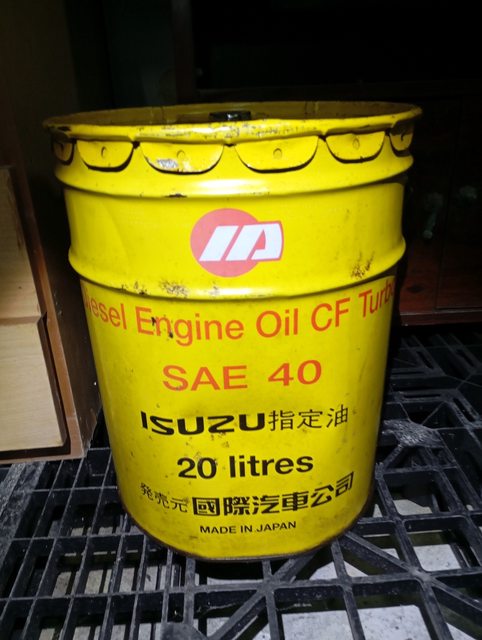 iesel Engine Oil CF Turb
SAE 40
ISUZU指定油
20 litres
発売元 國際汽車公司
MADE IN JAPAN